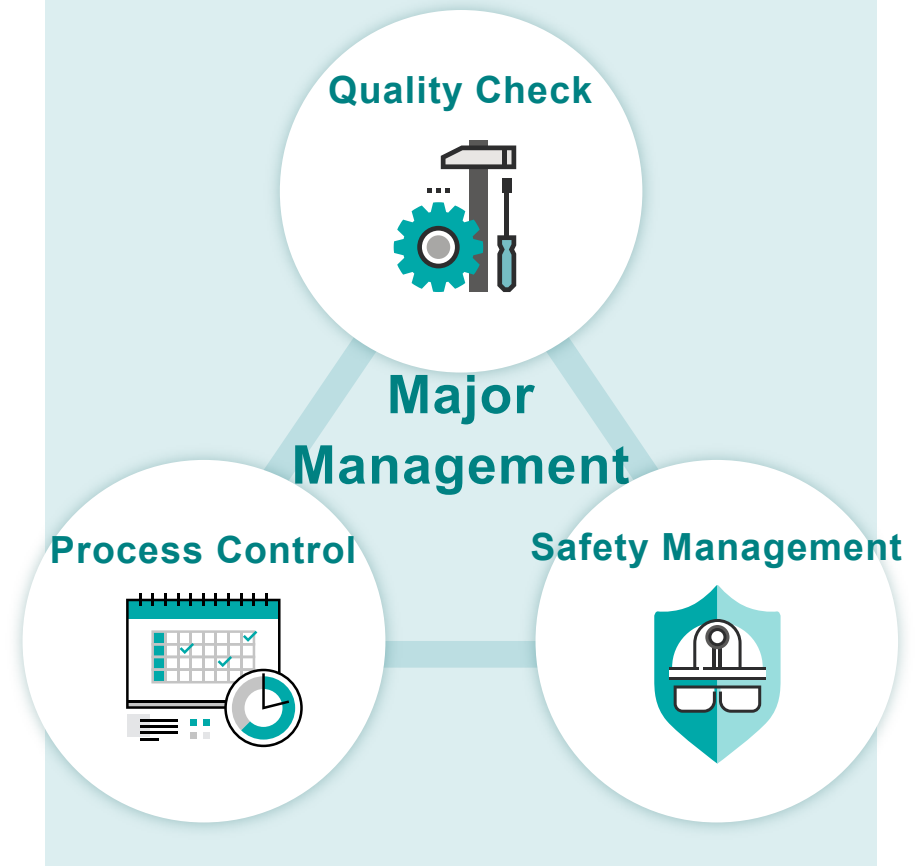 Quality Check
Major
Management
Process Control
Safety Management